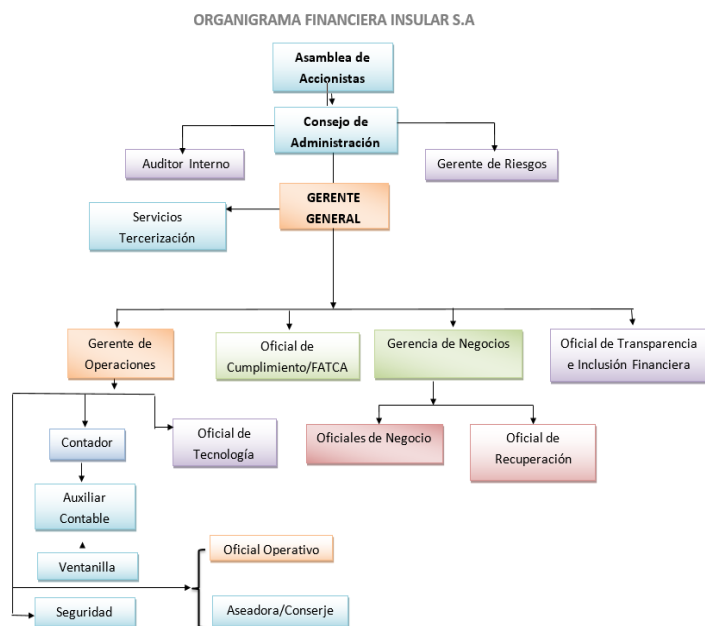 ORGANIGRAMA FINANCIERA INSULAR S.A
Asamblea de
Accionistas
Consejo de
Administración
Auditor Interno
Gerente de Riesgos
GERENTE
GENERAL
Servicios
Tercerización
Gerente de
Operaciones
Oficial de
Cumplimiento/FATCA
Gerencia de Negocios
Oficial de Transparencia
e Inclusión Financiera
Contador
Oficial de
Tecnología
Oficiales de Negocio
Oficial de
Recuperación
Auxiliar
Contable
Ventanilla
Oficial Operativo
Seguridad
Aseadora/Conserje